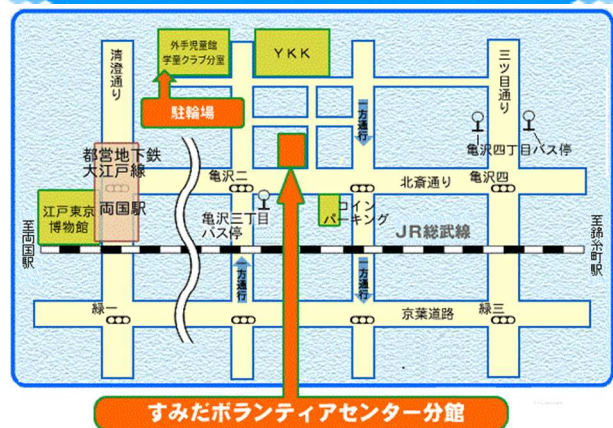 清澄通り
外手児童館
学童クラブ分室
YKK
三ツ目通り
駐輪場
一方通行
亀沢四丁目バス停
都営地下鉄
大江戸線
両国駅
亀沢二
北斎通り
亀沢四
江戸東京
博物館
亀沢三丁目
バス停
コイン
パーキング
JR総武線
至両国駅
至錦糸町駅
一方通行
一方通行
緑一
京葉道路
緑三
すみだボランティアセンター分館